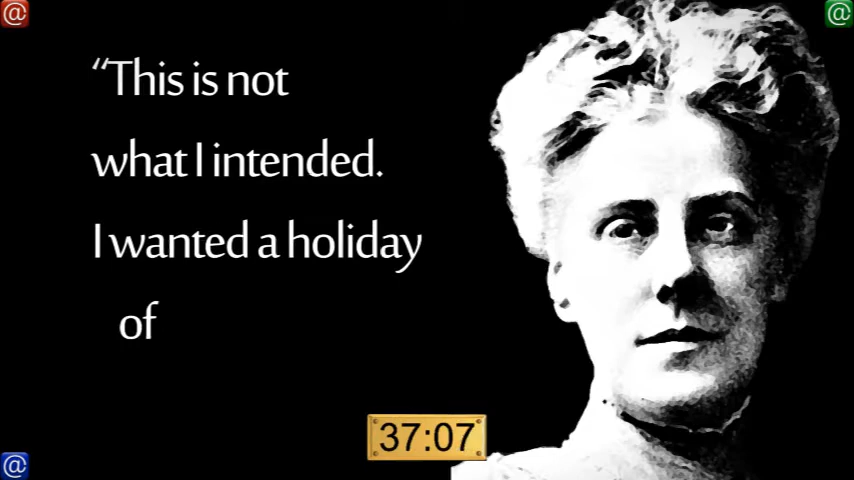 @
@
“This is not
what I intended.
I wanted a holiday
of
37:07
@